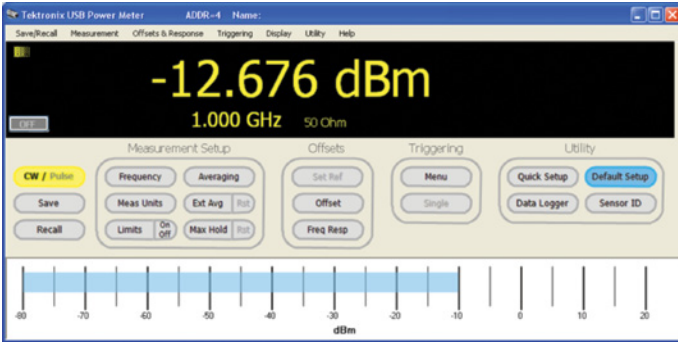 Tektronix USB Power Meter ADDR-4 Name:
Save/Recall Measurement Offsets & Response Triggering Display Utility Help
-12.676 dBm
OFF 1.000 GHz 50 Ohm
Measurement Setup Offsets Triggering Utility
CW / Pulse Frequency Averaging Set Ref Menu Quick Setup Default Setup
Save Meas Units Ext Avg Rst Offset Single Data Logger Sensor ID
Recall Limits On Off Max Hold Rst Freq Resp
-80 -70 -60 -50 -40 -30 -20 -10 0 10 20
dBm